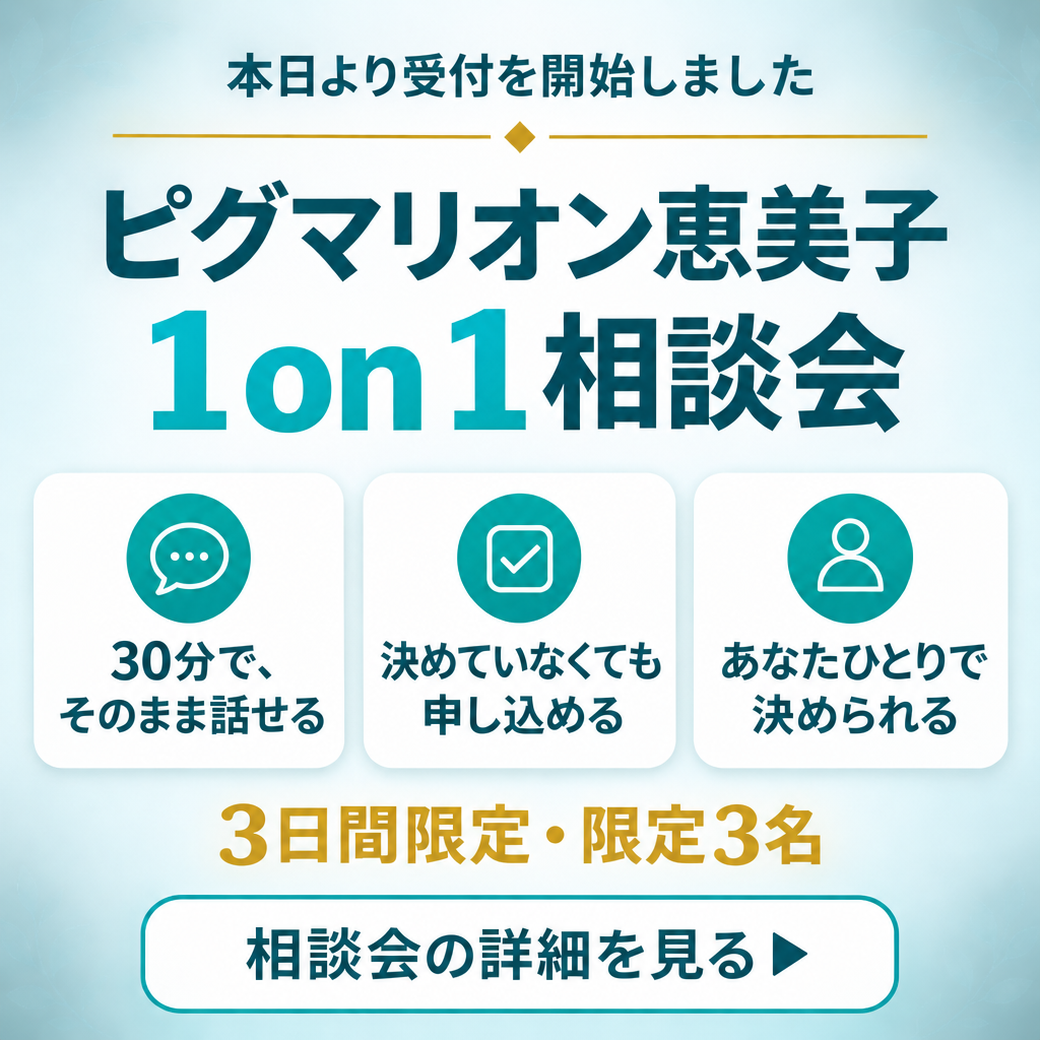 本日より受付を開始しました
ピグマリオン恵美子
1on1相談会
30分で、
そのまま話せる
決めていなくても
申し込める
あなたひとりで
決められる
3日間限定・限定3名
相談会の詳細を見る▶